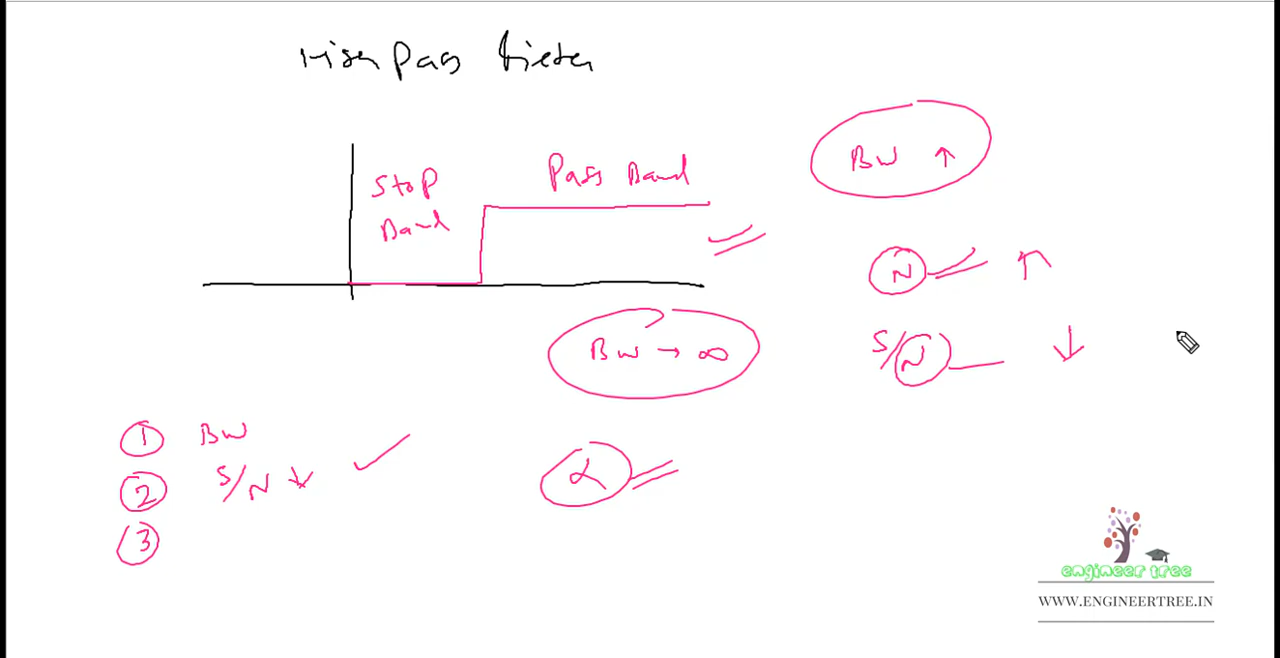 High Pass filter
Stop
Band
Pass Band
BW ↑
N ↑
BW → ∞
S/N ↓
① BW
② S/N ↓
③
α
engineer tree
WWW.ENGINEERTREE.IN